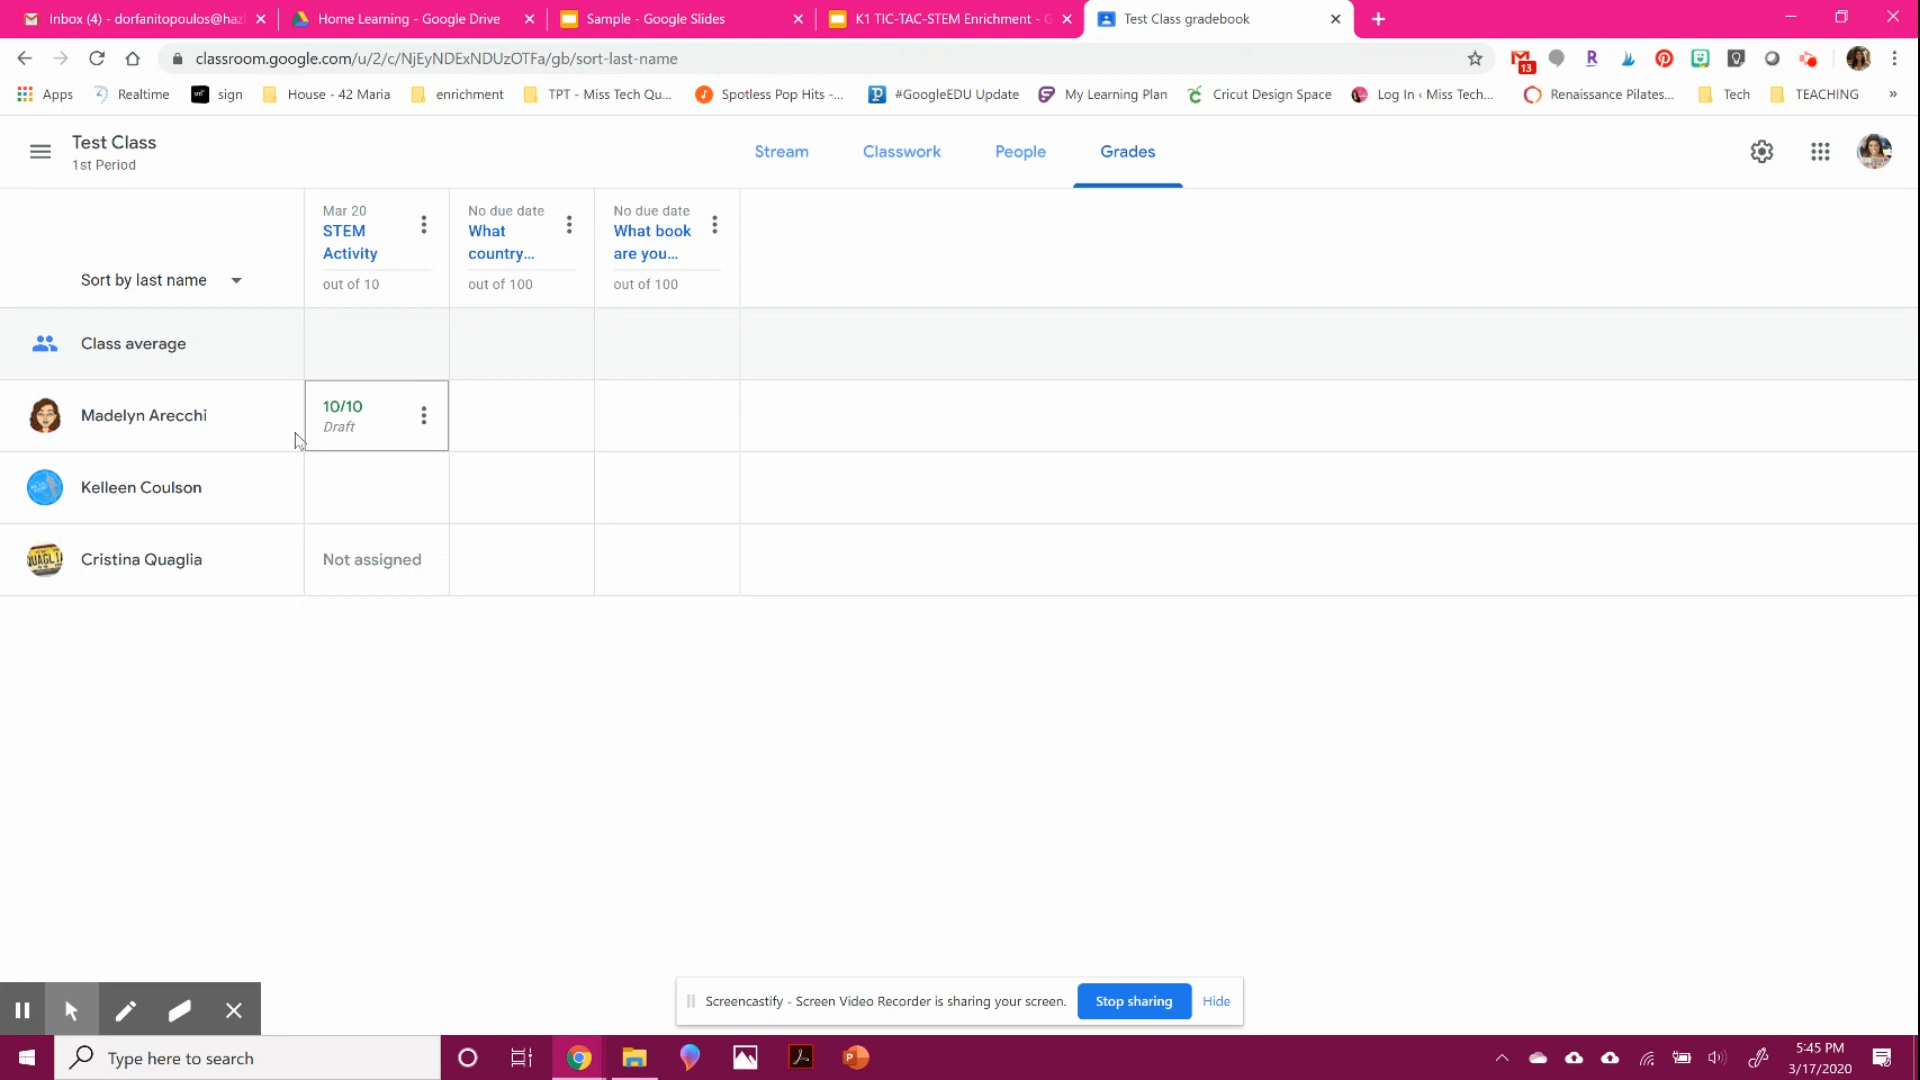 Inbox (4) - dorfanitopoulos@haz
Home Learning - Google Drive
Sample - Google Slides
K1 TIC-TAC-STEM Enrichment - G
Test Class gradebook
classroom.google.com/u/2/c/NjEyNDExNDUzOTFa/gb/sort-last-name
13
R
Apps
Realtime
sign
House - 42 Maria
enrichment
TPT - Miss Tech Qu...
Spotless Pop Hits -...
#GoogleEDU Update
My Learning Plan
Cricut Design Space
Log In ‹ Miss Tech...
Renaissance Pilates...
Tech
TEACHING
»
Test Class
1st Period
Stream
Classwork
People
Grades
Sort by last name
Mar 20
STEM
Activity
out of 10
No due date
What
country...
out of 100
No due date
What book
are you...
out of 100
Class average
Madelyn Arecchi
10/10
Draft
Kelleen Coulson
Cristina Quaglia
Not assigned
Screencastify - Screen Video Recorder is sharing your screen.
Stop sharing
Hide
Type here to search
5:45 PM
3/17/2020